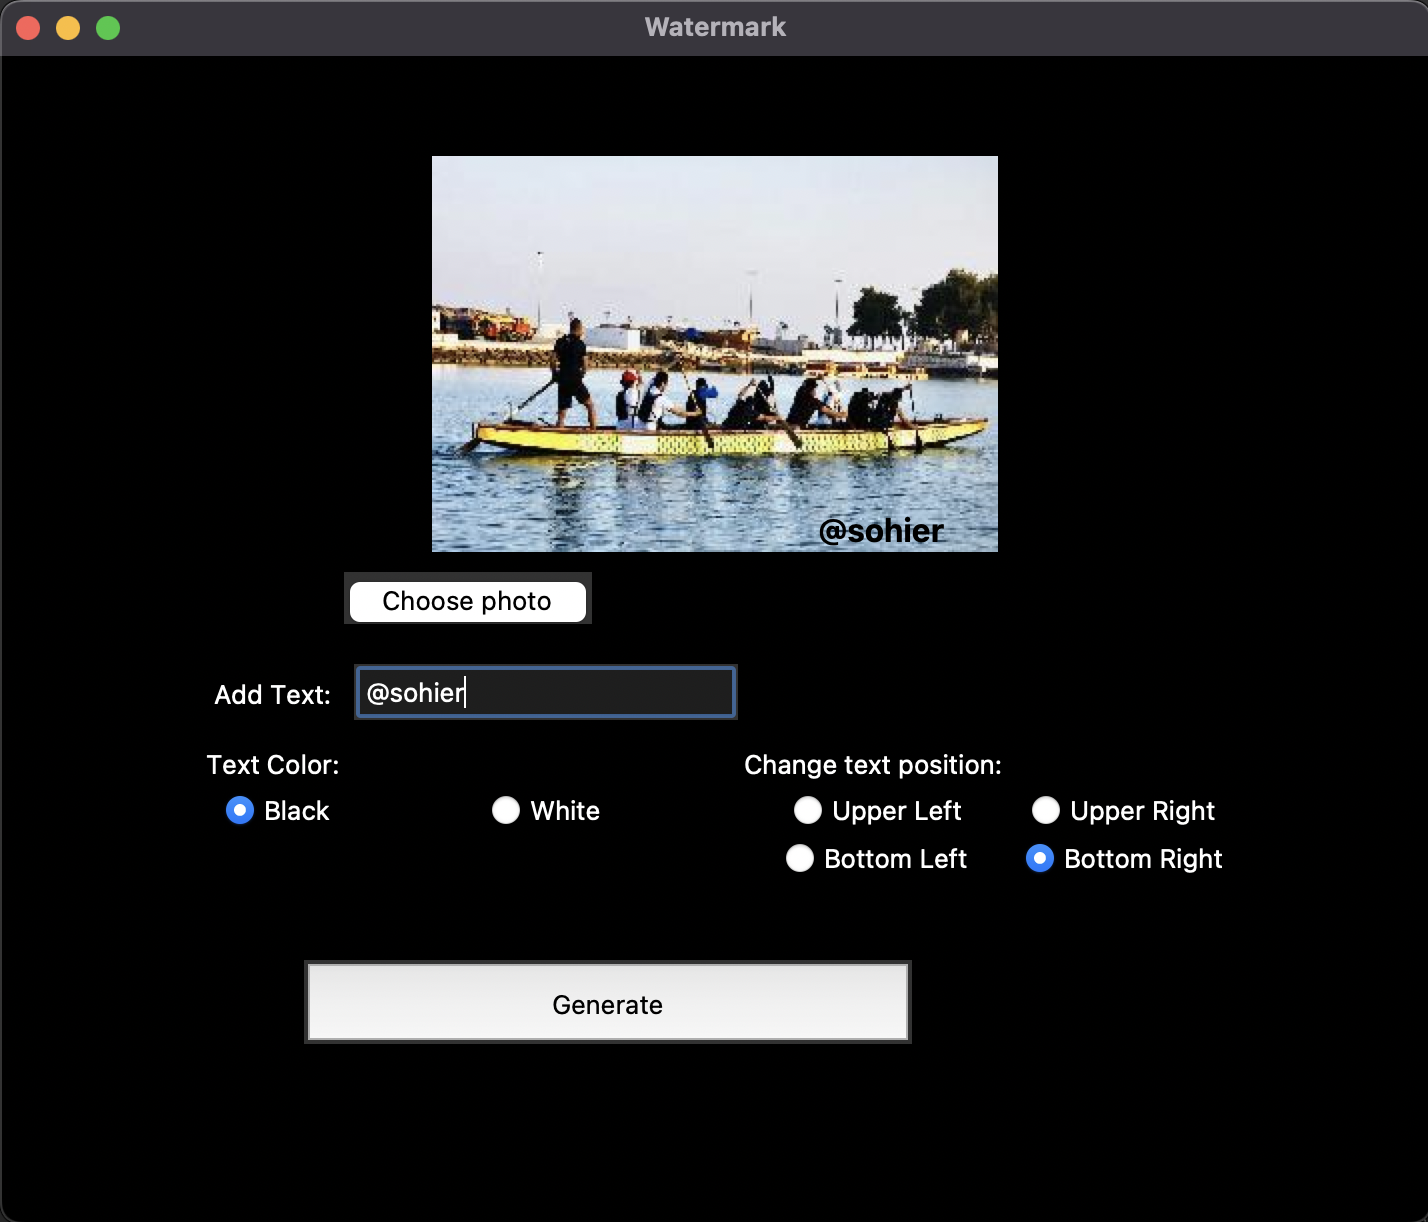 Watermark
@sohier
Choose photo
Add Text: @sohier
Text Color: Change text position:
Black White Upper Left Upper Right
Bottom Left Bottom Right
Generate